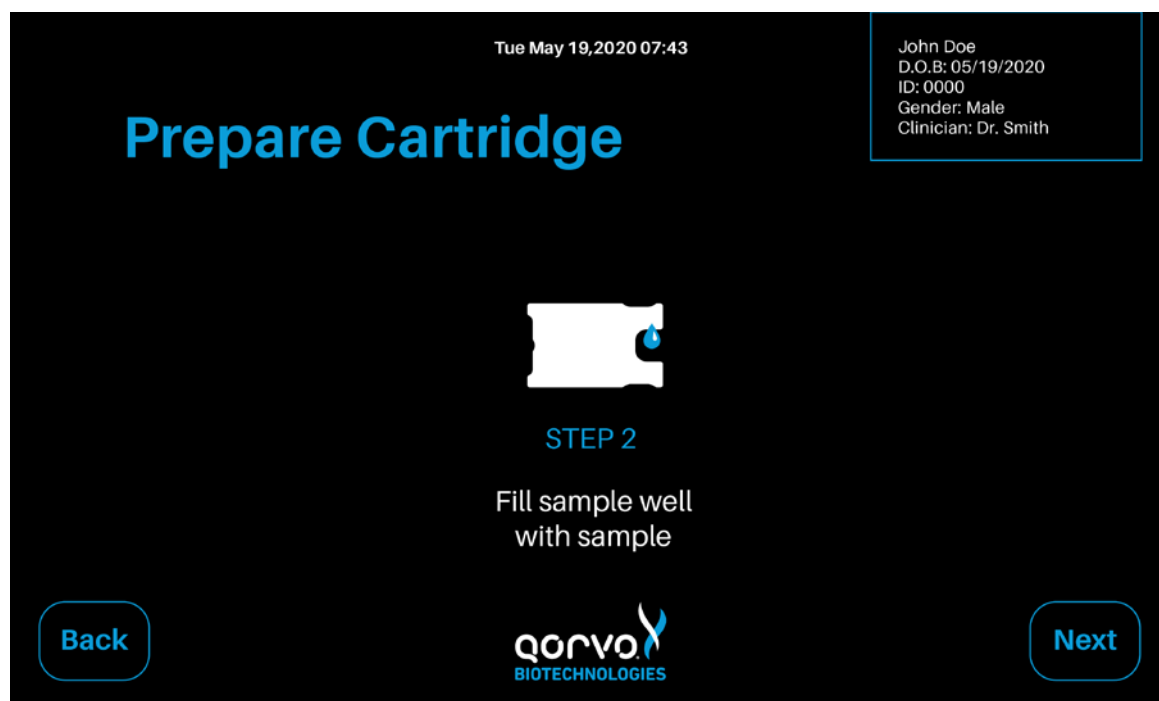 Tue May 19,2020 07:43
John Doe
D.O.B: 05/19/2020
ID: 0000
Gender: Male
Clinician: Dr. Smith
Prepare Cartridge
STEP 2
Fill sample well
with sample
Back
QORVO
BIOTECHNOLOGIES
Next